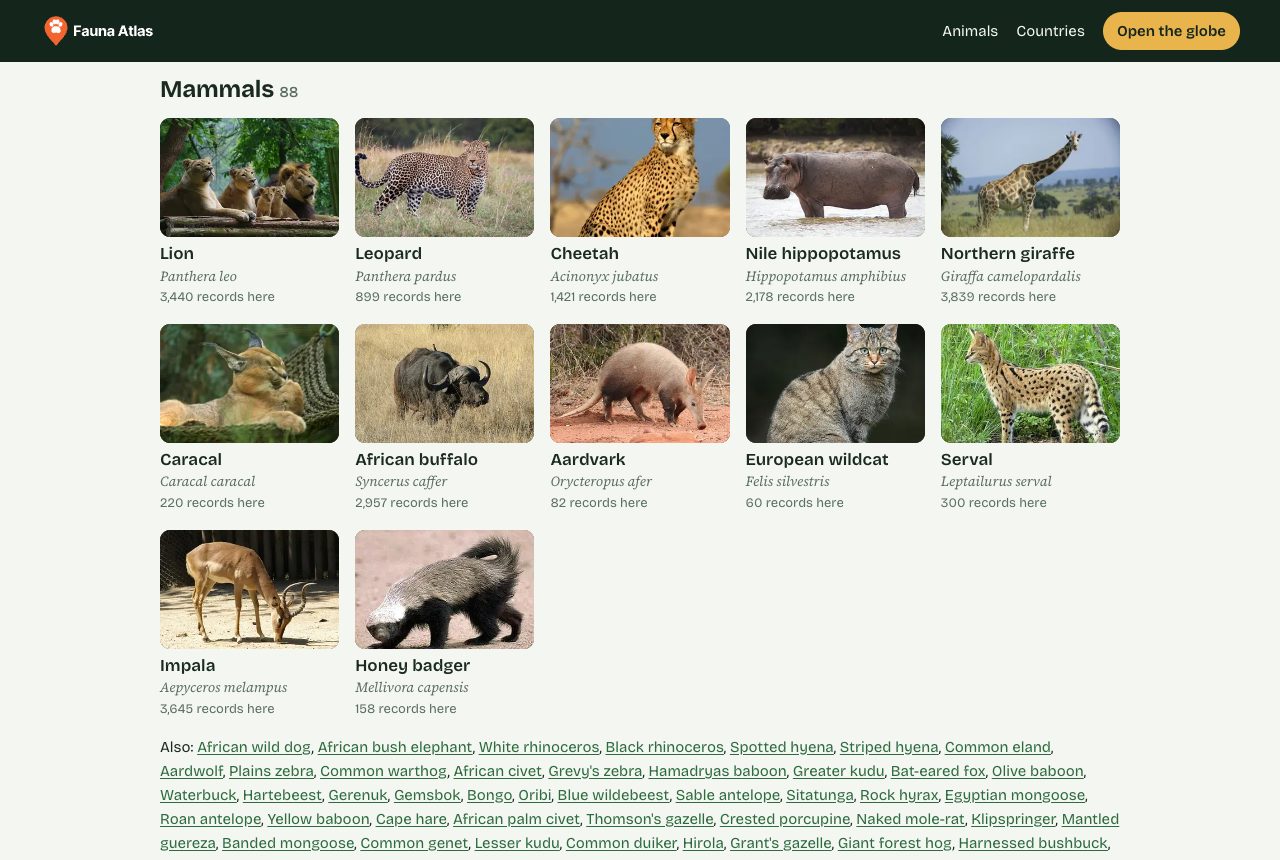 Fauna Atlas
Animals Countries Open the globe
Mammals 88
Lion Leopard Cheetah Nile hippopotamus Northern giraffe
Panthera leo Panthera pardus Acinonyx jubatus Hippopotamus amphibius Giraffa camelopardalis
3,440 records here 899 records here 1,421 records here 2,178 records here 3,839 records here
Caracal African buffalo Aardvark European wildcat Serval
Caracal caracal Syncerus caffer Orycteropus afer Felis silvestris Leptailurus serval
220 records here 2,957 records here 82 records here 60 records here 300 records here
Impala Honey badger
Aepyceros melampus Mellivora capensis
3,645 records here 158 records here
Also: African wild dog, African bush elephant, White rhinoceros, Black rhinoceros, Spotted hyena, Striped hyena, Common eland,
Aardwolf, Plains zebra, Common warthog, African civet, Grevy's zebra, Hamadryas baboon, Greater kudu, Bat-eared fox, Olive baboon,
Waterbuck, Hartebeest, Gerenuk, Gemsbok, Bongo, Oribi, Blue wildebeest, Sable antelope, Sitatunga, Rock hyrax, Egyptian mongoose,
Roan antelope, Yellow baboon, Cape hare, African palm civet, Thomson's gazelle, Crested porcupine, Naked mole-rat, Klipspringer, Mantled
guereza, Banded mongoose, Common genet, Lesser kudu, Common duiker, Hirola, Grant's gazelle, Giant forest hog, Harnessed bushbuck,